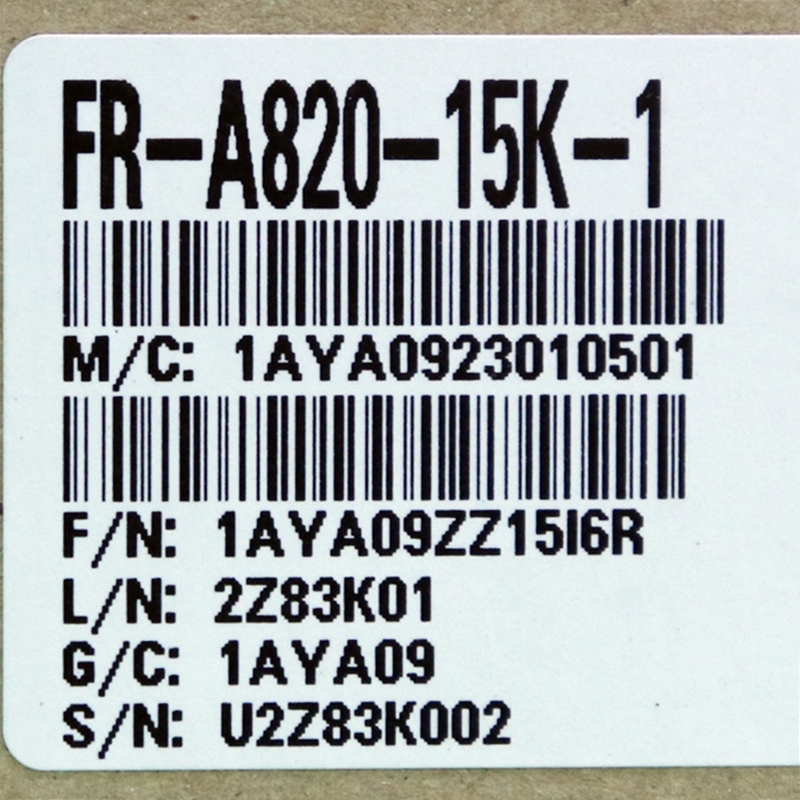 FR-A820-15K-1
M/C: 1AYA0923010501
F/N: 1AYA09ZZ15I6R
L/N: 2Z83K01
G/C: 1AYA09
S/N: U2Z83K002